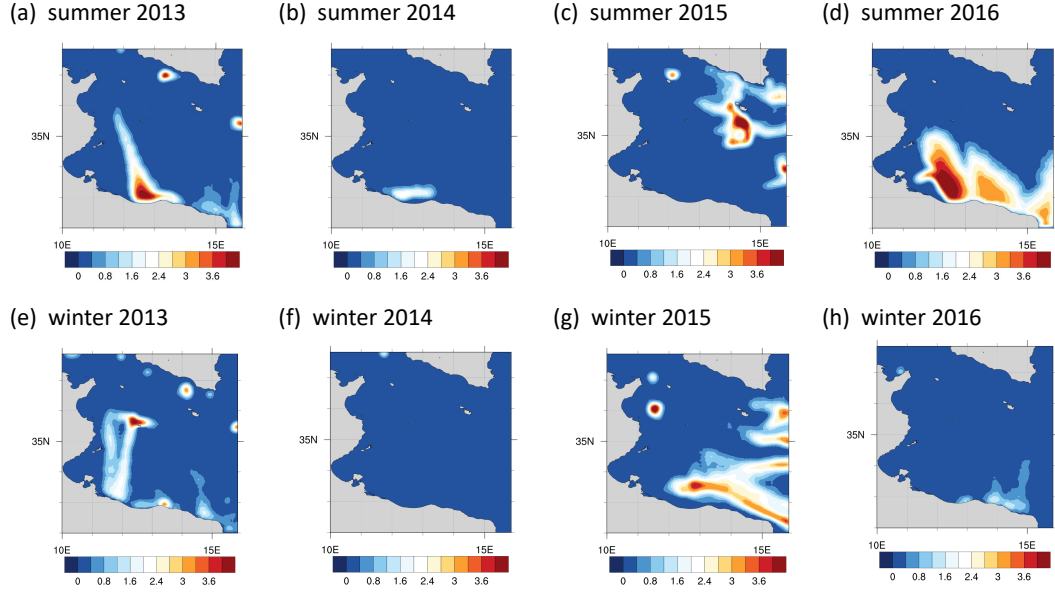 (a) summer 2013
(b) summer 2014
(c) summer 2015
(d) summer 2016
35N
35N
35N
35N
10E
15E
10E
15E
10E
15E
10E
15E
0 0.8 1.6 2.4 3 3.6
0 0.8 1.6 2.4 3 3.6
0 0.8 1.6 2.4 3 3.6
0 0.8 1.6 2.4 3 3.6
(e) winter 2013
(f) winter 2014
(g) winter 2015
(h) winter 2016
35N
35N
35N
35N
10E
15E
10E
15E
10E
15E
10E
15E
0 0.8 1.6 2.4 3 3.6
0 0.8 1.6 2.4 3 3.6
0 0.8 1.6 2.4 3 3.6
0 0.8 1.6 2.4 3 3.6